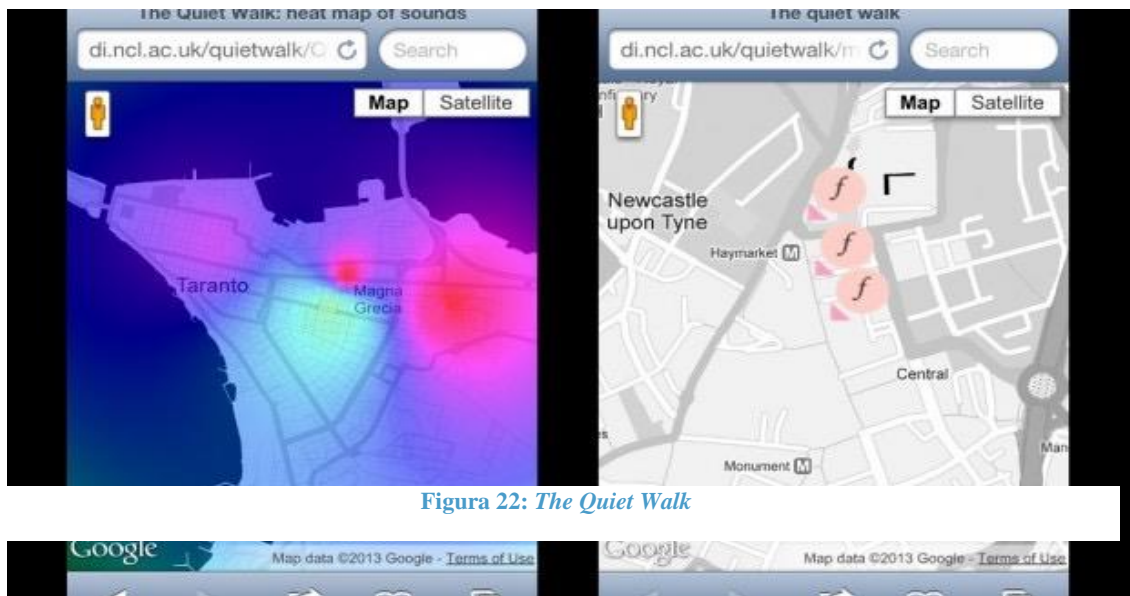 The Quiet Walk: heat map of sounds
di.ncl.ac.uk/quietwalk/C
Search
Map
Satellite
Taranto
Magna
Grecia
Google
Map data ©2013 Google - Terms of Use
The quiet walk
di.ncl.ac.uk/quietwalk/m
Search
Map
Satellite
Newcastle
upon Tyne
Haymarket M
f
f
f
Central
Monument M
Figura 22: The Quiet Walk
Google
Map data ©2013 Google - Terms of Use